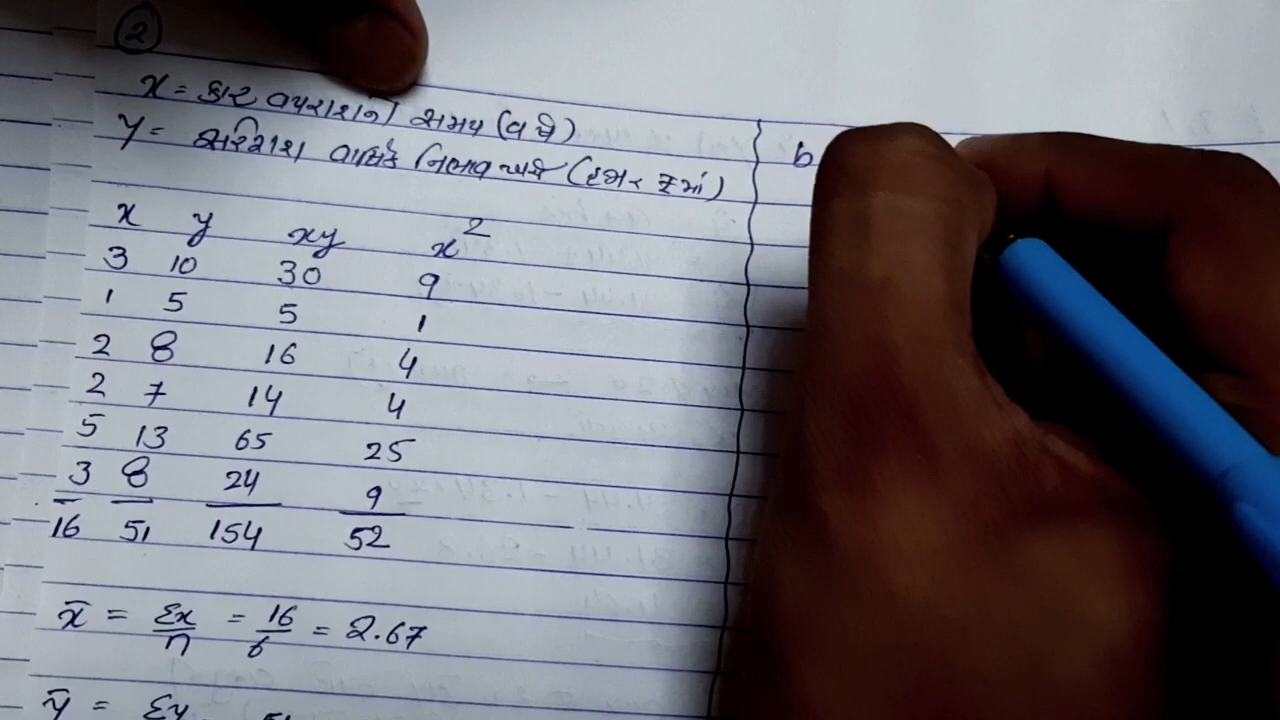 ②
x = કાર વપરાશનો સમય (વર્ષ)
y = સરેરાશ વાર્ષિક નિભાવ ખર્ચ (હજાર ₹માં)
x y xy x²
3 10 30 9
1 5 5 1
2 8 16 4
2 7 14 4
5 13 65 25
3 8 24 9
16 51 154 52
x̄ = Σx/n = 16/6 = 2.67
ȳ = Σy
b